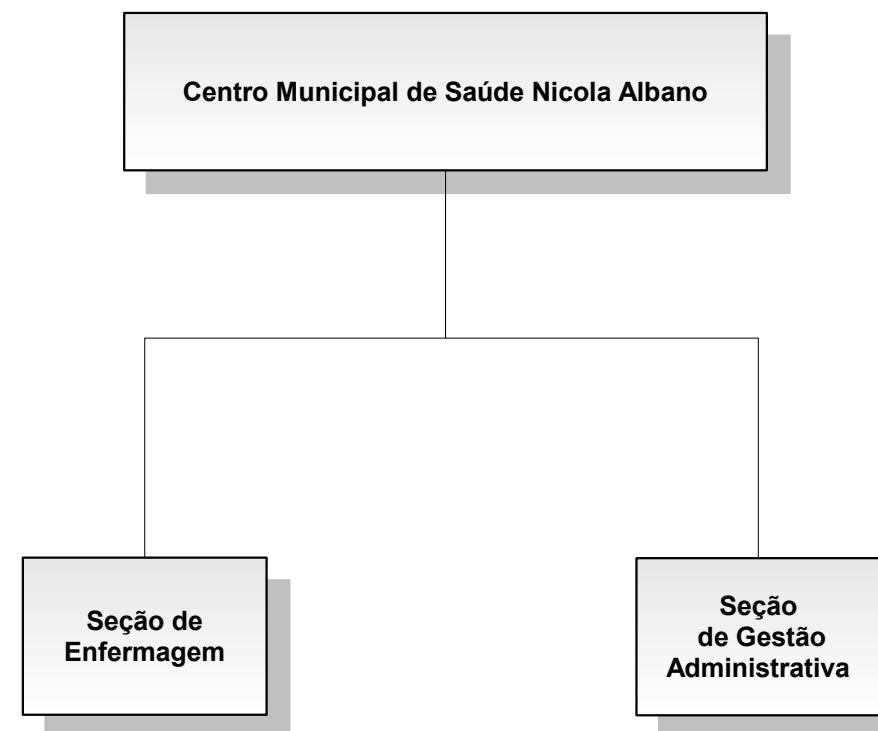 Centro Municipal de Saúde Nicola Albano
Seção de
Enfermagem
Seção
de Gestão
Administrativa